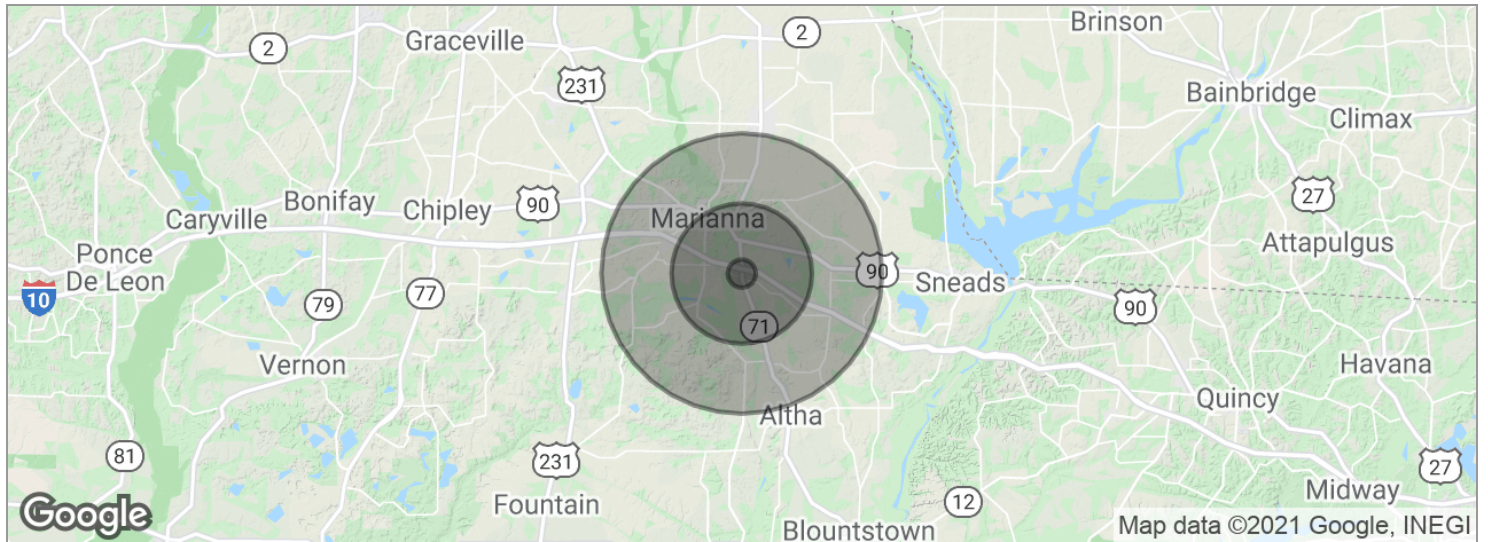 Brinson
2
2
Graceville
231
Bainbridge
Climax
90
27
Bonifay
Chipley
Marianna
Caryville
Attapulgus
Ponce
De Leon
90
Sneads
10
79
77
90
71
Vernon
Havana
Quincy
Altha
81
231
27
Fountain
12
Midway
Blountstown
Google
Map data ©2021 Google, INEGI